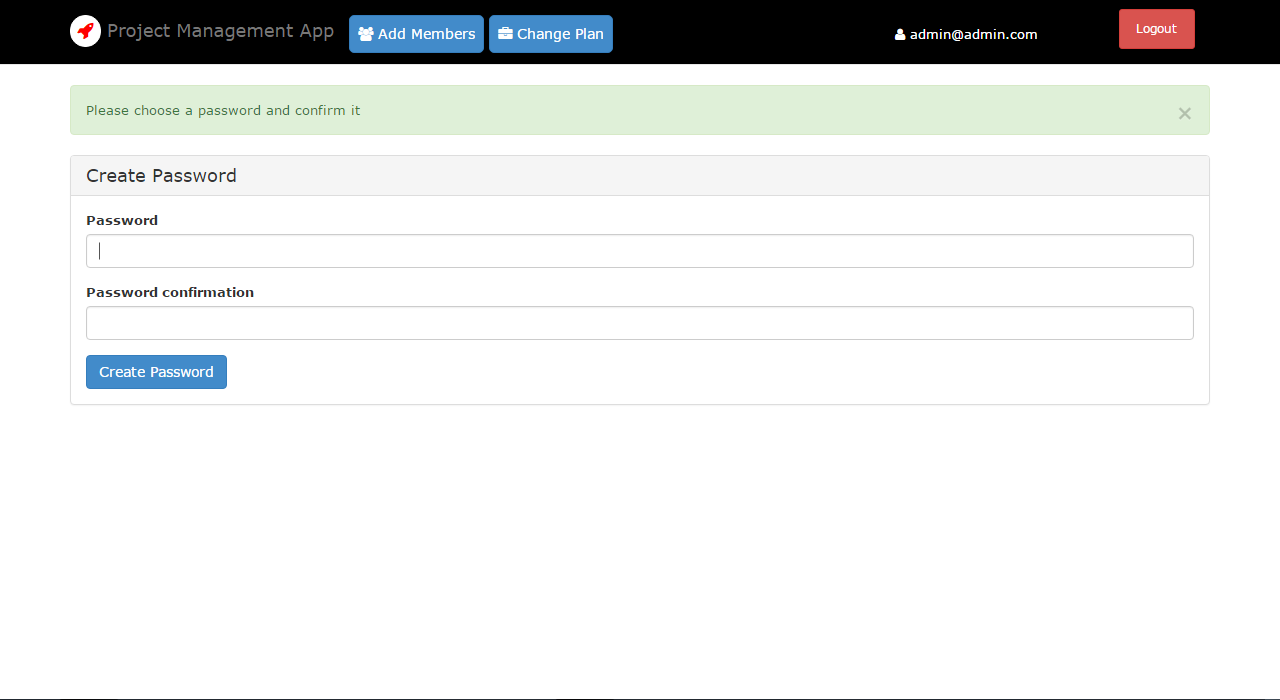 Project Management App
Add Members
Change Plan
admin@admin.com
Logout
Please choose a password and confirm it
×
Create Password
Password
Password confirmation
Create Password